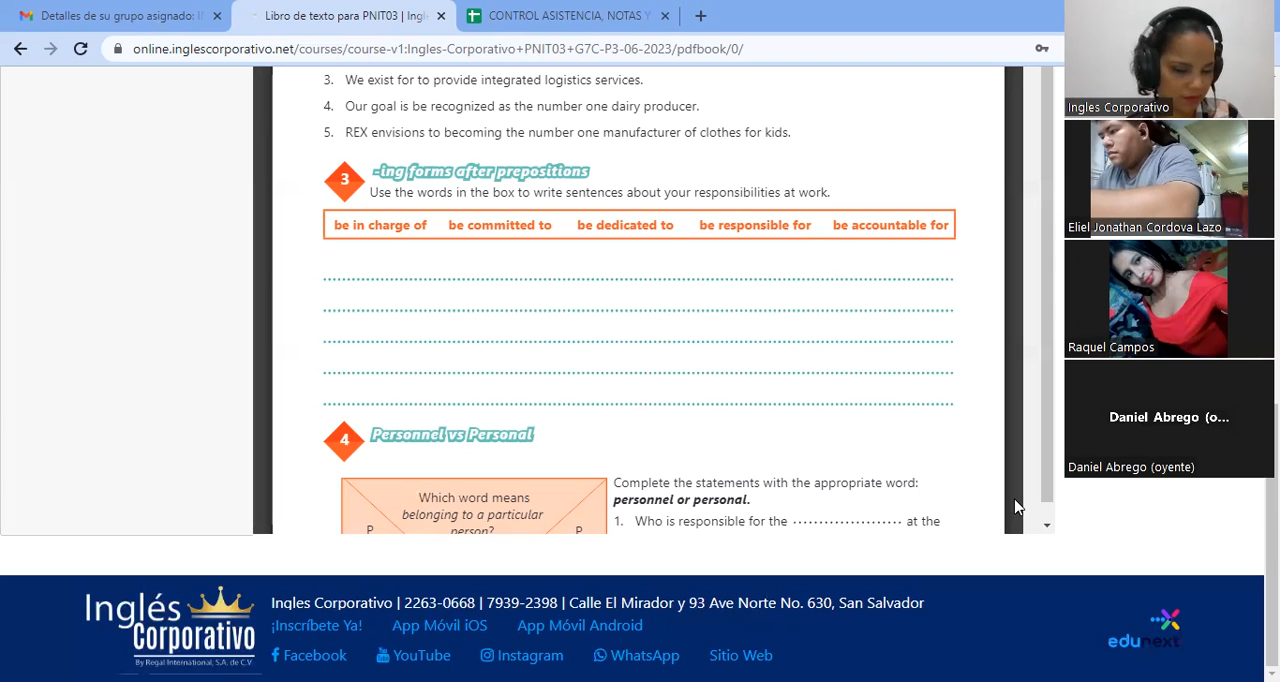 Detalles de su grupo asignado: I
Libro de texto para PNIT03 | Ingl
CONTROL ASISTENCIA, NOTAS Y
online.inglescorporativo.net/courses/course-v1:Ingles-Corporativo+PNIT03+G7C-P3-06-2023/pdfbook/0/
3. We exist for to provide integrated logistics services.
4. Our goal is be recognized as the number one dairy producer.
5. REX envisions to becoming the number one manufacturer of clothes for kids.
3 -ing forms after prepositions
Use the words in the box to write sentences about your responsibilities at work.
be in charge of be committed to be dedicated to be responsible for be accountable for
4 Personnel vs Personal
Which word means
belonging to a particular
person?
P P
Complete the statements with the appropriate word:
personnel or personal.
1. Who is responsible for the .................... at the
Ingles Corporativo
Eliel Jonathan Cordova Lazo
Raquel Campos
Daniel Abrego (o...
Daniel Abrego (oyente)
Inglés
Corporativo
By Regal International, S.A. de C.V.
Ingles Corporativo | 2263-0668 | 7939-2398 | Calle El Mirador y 93 Ave Norte No. 630, San Salvador
¡Inscríbete Ya! App Móvil iOS App Móvil Android
Facebook YouTube Instagram WhatsApp Sitio Web
edunext